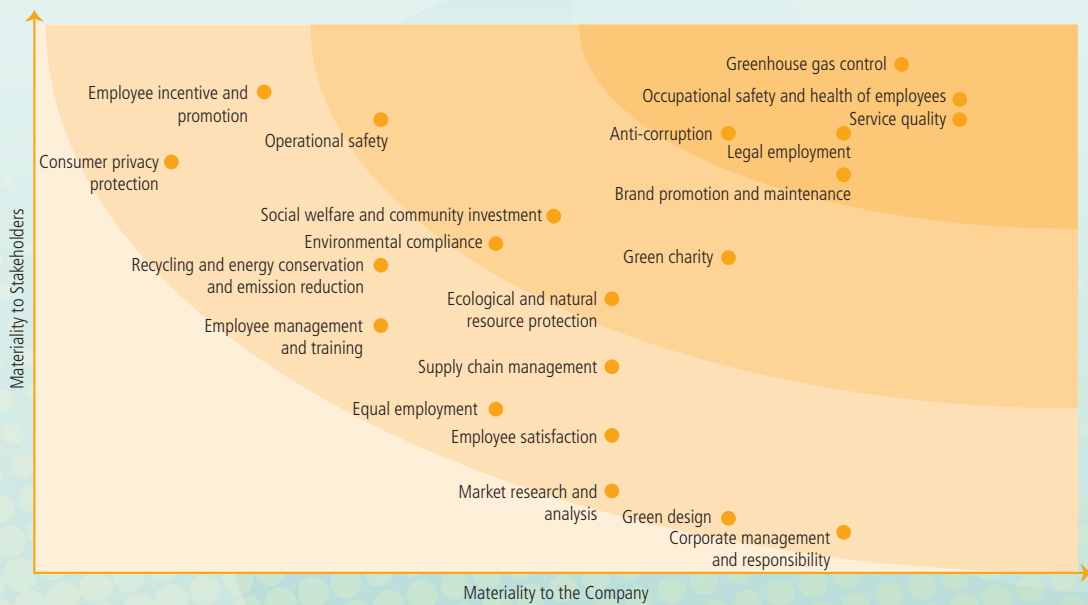 Greenhouse gas control
Employee incentive and
promotion
Occupational safety and health of employees
Service quality
Operational safety
Anti-corruption
Legal employment
Consumer privacy
protection
Brand promotion and maintenance
Social welfare and community investment
Environmental compliance
Green charity
Recycling and energy conservation
and emission reduction
Ecological and natural
resource protection
Employee management
and training
Supply chain management
Equal employment
Employee satisfaction
Market research and
analysis
Green design
Corporate management
and responsibility
Materiality to Stakeholders
Materiality to the Company